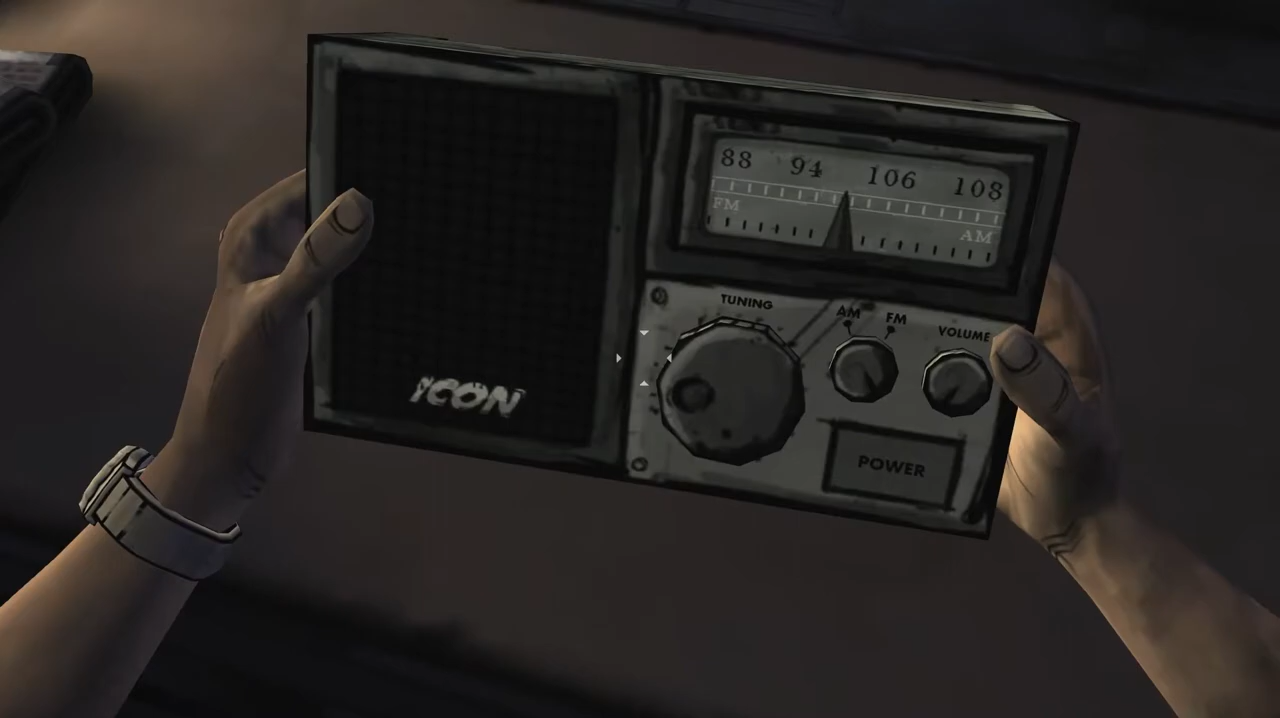 88 94 106 108
FM
AM
TUNING
AM FM
VOLUME
ICON
POWER